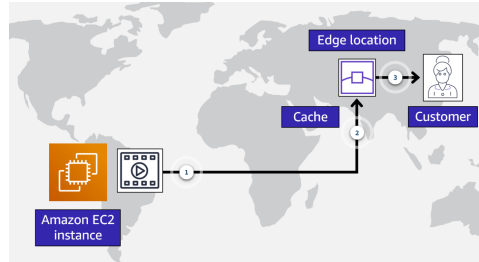 Edge location
3
Cache
Customer
2
1
Amazon EC2
instance